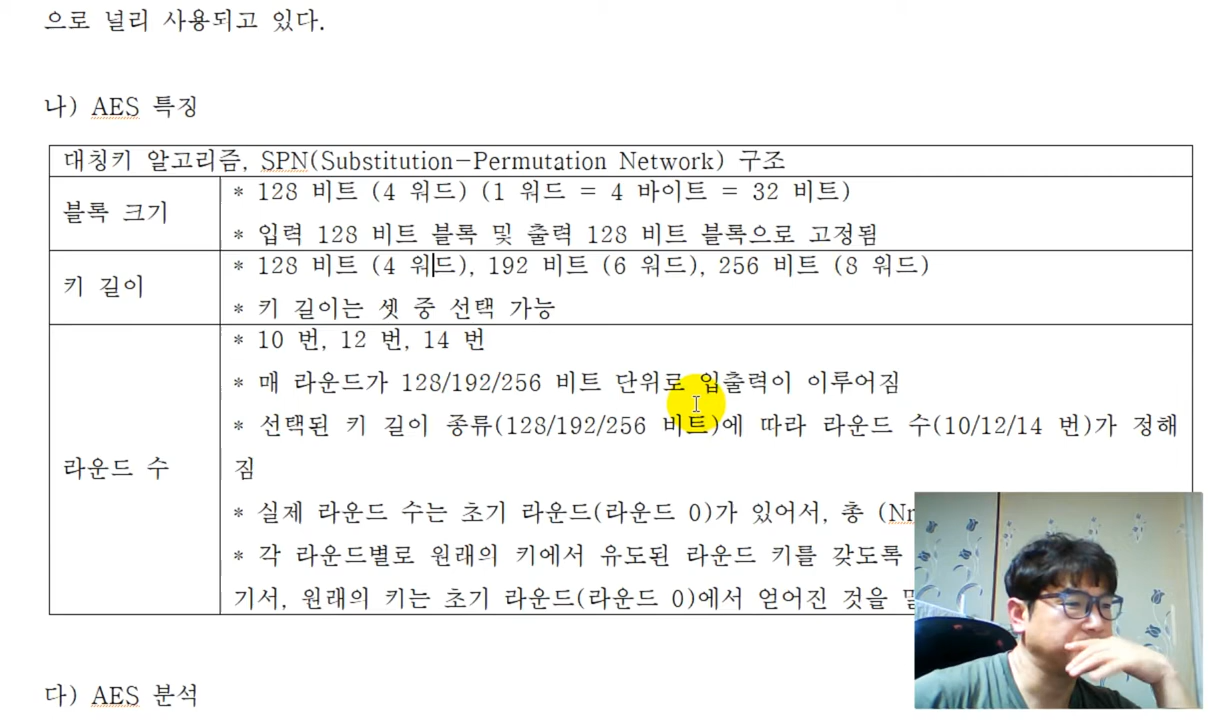 으로 널리 사용되고 있다.
나) AES 특징
대칭키 알고리즘, SPN(Substitution-Permutation Network) 구조
블록 크기
* 128 비트 (4 워드) (1 워드 = 4 바이트 = 32 비트)
* 입력 128 비트 블록 및 출력 128 비트 블록으로 고정됨
키 길이
* 128 비트 (4 워드), 192 비트 (6 워드), 256 비트 (8 워드)
* 키 길이는 셋 중 선택 가능
라운드 수
* 10 번, 12 번, 14 번
* 매 라운드가 128/192/256 비트 단위로 입출력이 이루어짐
* 선택된 키 길이 종류(128/192/256 비트)에 따라 라운드 수(10/12/14 번)가 정해
짐
* 실제 라운드 수는 초기 라운드(라운드 0)가 있어서, 총 (Nr
* 각 라운드별로 원래의 키에서 유도된 라운드 키를 갖도록
기서, 원래의 키는 초기 라운드(라운드 0)에서 얻어진 것을
다) AES 분석